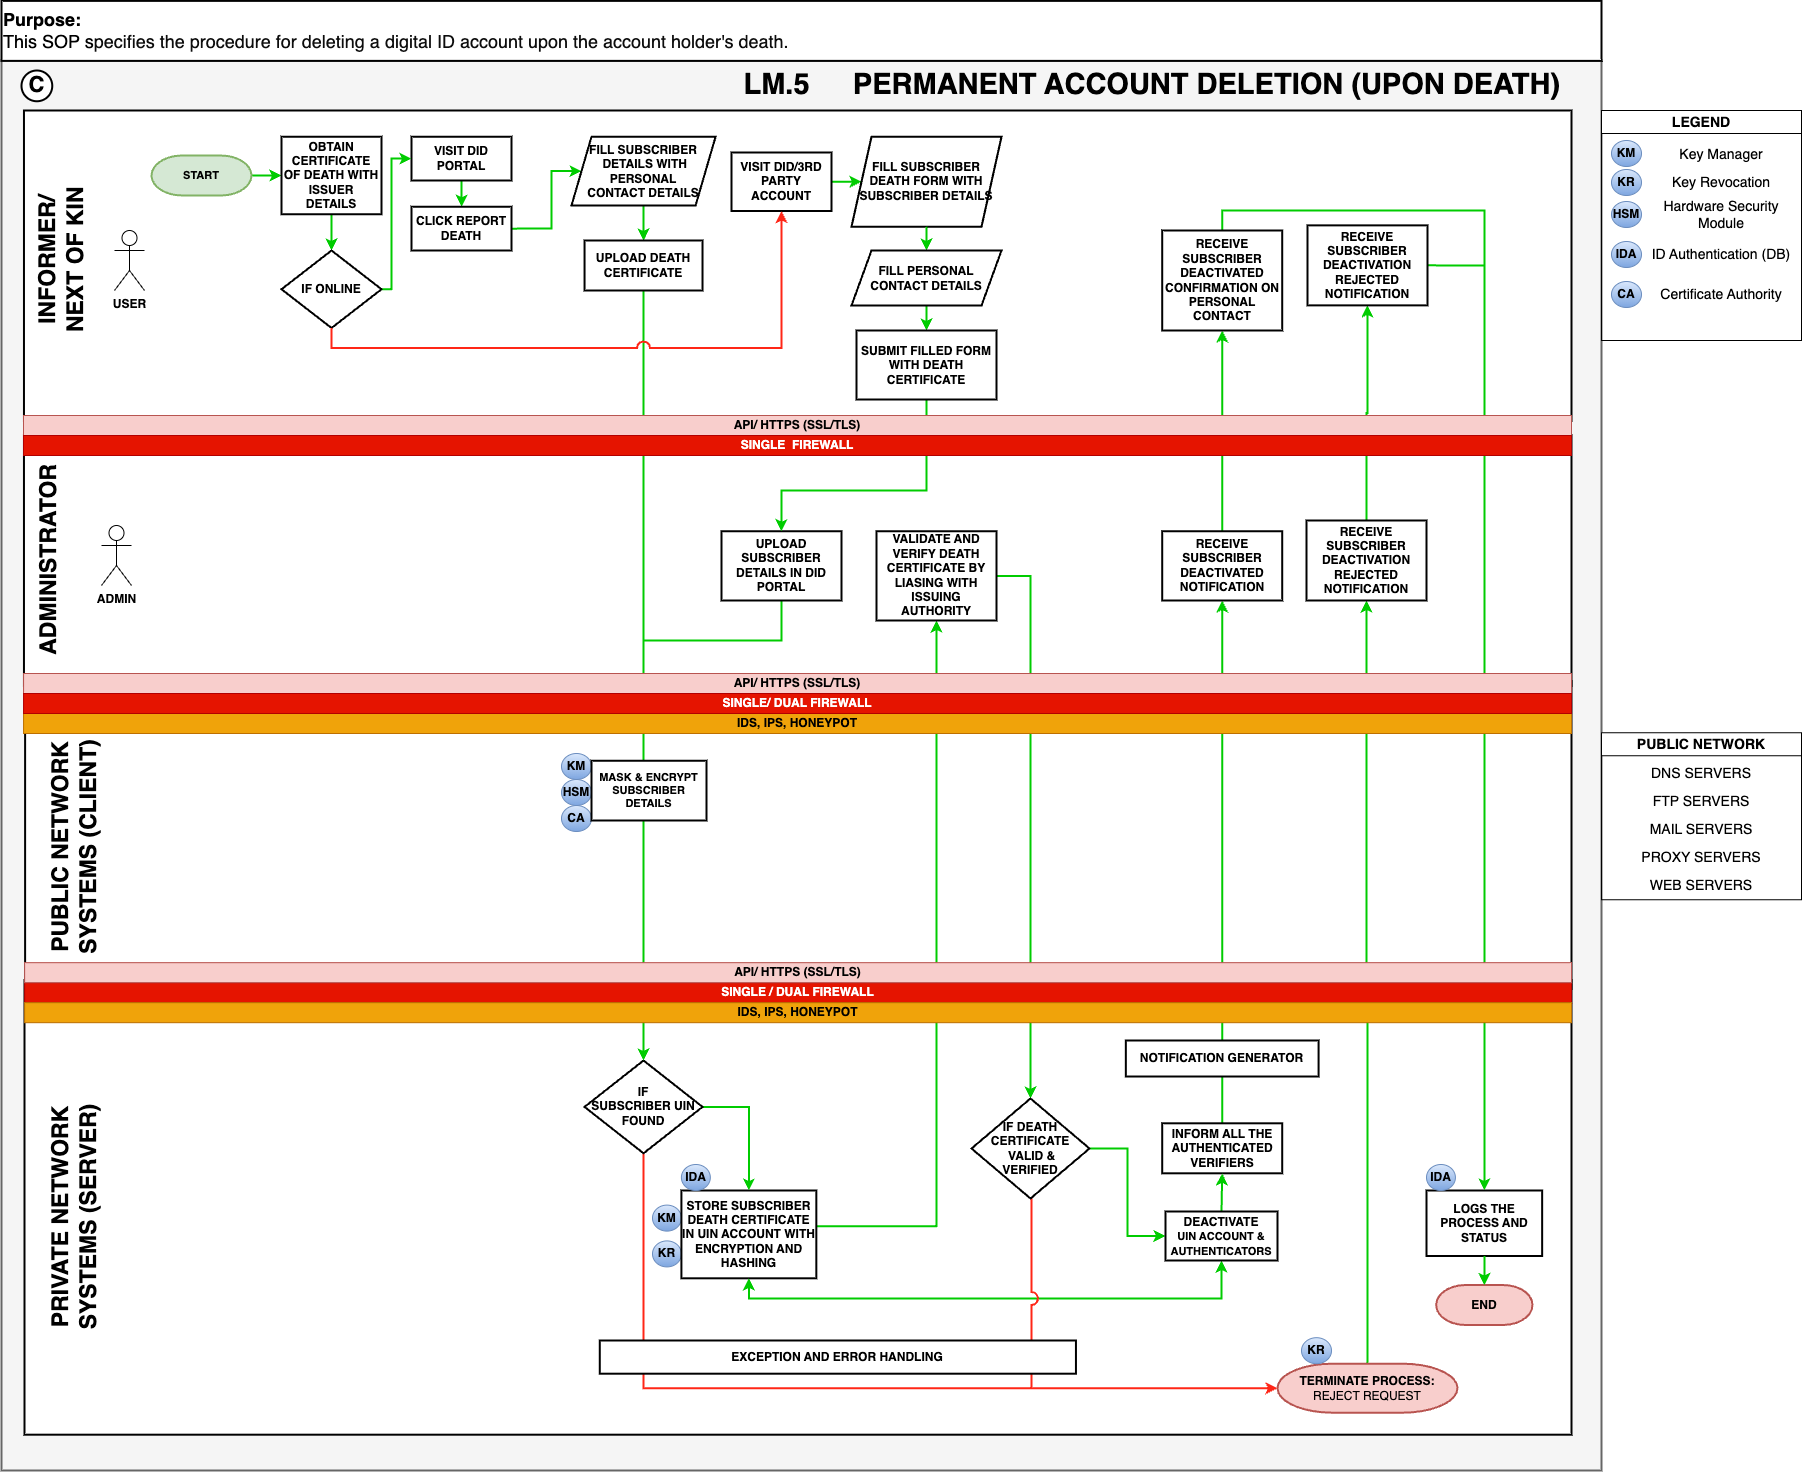 Purpose:
This SOP specifies the procedure for deleting a digital ID account upon the account holder's death.
C
LM.5 PERMANENT ACCOUNT DELETION (UPON DEATH)
INFORMER/
NEXT OF KIN
USER
START
OBTAIN
CERTIFICATE
OF DEATH WITH
ISSUER
DETAILS
IF ONLINE
VISIT DID
PORTAL
CLICK REPORT
DEATH
FILL SUBSCRIBER
DETAILS WITH
PERSONAL
CONTACT DETAILS
UPLOAD DEATH
CERTIFICATE
VISIT DID/3RD
PARTY
ACCOUNT
FILL SUBSCRIBER
DEATH FORM WITH
SUBSCRIBER DETAILS
FILL PERSONAL
CONTACT DETAILS
SUBMIT FILLED FORM
WITH DEATH
CERTIFICATE
RECEIVE
SUBSCRIBER
DEACTIVATED
CONFIRMATION ON
PERSONAL
CONTACT
RECEIVE
SUBSCRIBER
DEACTIVATION
REJECTED
NOTIFICATION
API/ HTTPS (SSL/TLS)
SINGLE FIREWALL
ADMINISTRATOR
ADMIN
UPLOAD
SUBSCRIBER
DETAILS IN DID
PORTAL
VALIDATE AND
VERIFY DEATH
CERTIFICATE BY
LIASING WITH
ISSUING
AUTHORITY
RECEIVE
SUBSCRIBER
DEACTIVATED
NOTIFICATION
RECEIVE
SUBSCRIBER
DEACTIVATION
REJECTED
NOTIFICATION
API/ HTTPS (SSL/TLS)
SINGLE/ DUAL FIREWALL
IDS, IPS, HONEYPOT
PUBLIC NETWORK
SYSTEMS (CLIENT)
KM
HSM
CA
MASK & ENCRYPT
SUBSCRIBER
DETAILS
API/ HTTPS (SSL/TLS)
SINGLE / DUAL FIREWALL
IDS, IPS, HONEYPOT
PRIVATE NETWORK
SYSTEMS (SERVER)
IF
SUBSCRIBER UIN
FOUND
IDA
KM
KR
STORE SUBSCRIBER
DEATH CERTIFICATE
IN UIN ACCOUNT WITH
ENCRYPTION AND
HASHING
IF DEATH
CERTIFICATE
VALID &
VERIFIED
NOTIFICATION GENERATOR
INFORM ALL THE
AUTHENTICATED
VERIFIERS
DEACTIVATE
UIN ACCOUNT &
AUTHENTICATORS
IDA
LOGS THE
PROCESS AND
STATUS
END
EXCEPTION AND ERROR HANDLING
KR
TERMINATE PROCESS:
REJECT REQUEST
LEGEND
KM Key Manager
KR Key Revocation
HSM Hardware Security
Module
IDA ID Authentication (DB)
CA Certificate Authority
PUBLIC NETWORK
DNS SERVERS
FTP SERVERS
MAIL SERVERS
PROXY SERVERS
WEB SERVERS